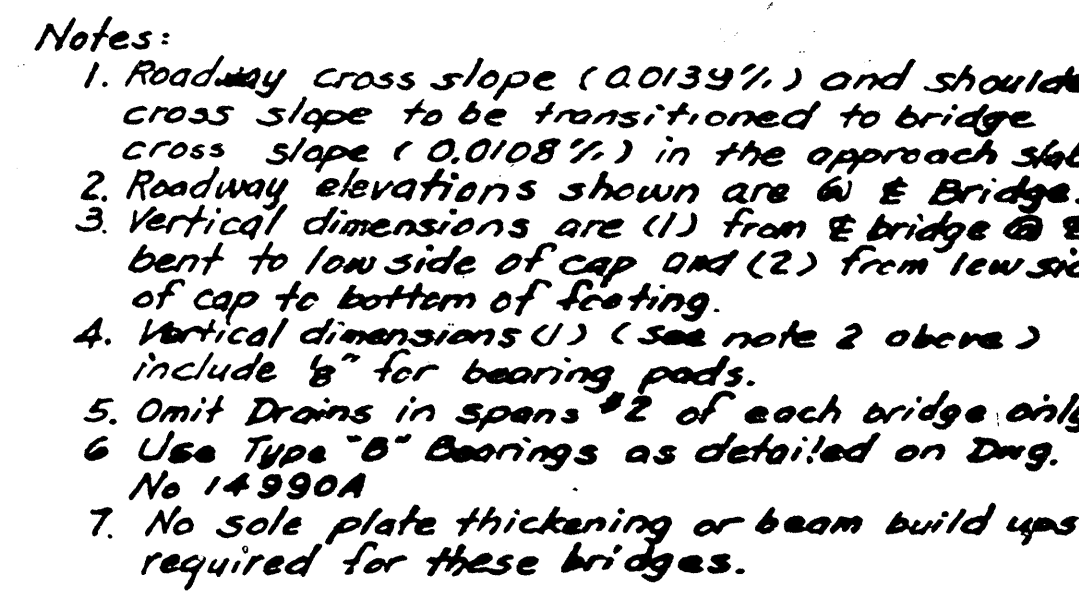 Notes:
1. Roadway cross slope (0.0139%) and should
cross slope to be transitioned to bridge
cross slope (0.0108%) in the approach slab
2. Roadway elevations shown are @ ℄ Bridge.
3. Vertical dimensions are (1) from ℄ bridge @ ℄
bent to low side of cap and (2) from low sid
of cap to bottom of footing.
4. Vertical dimensions (1) (see note 2 above)
include 1/8" for bearing pads.
5. Omit Drains in spans #2 of each bridge only
6 Use Type "B" Bearings as detailed on Dwg.
No 14990A
7. No sole plate thickening or beam build ups
required for these bridges.